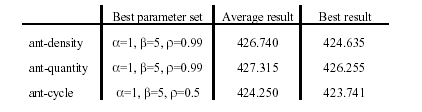 Best parameter set Average result Best result
ant-density α=1, β=5, ρ=0.99 426.740 424.635
ant-quantity α=1, β=5, ρ=0.99 427.315 426.255
ant-cycle α=1, β=5, ρ=0.5 424.250 423.741